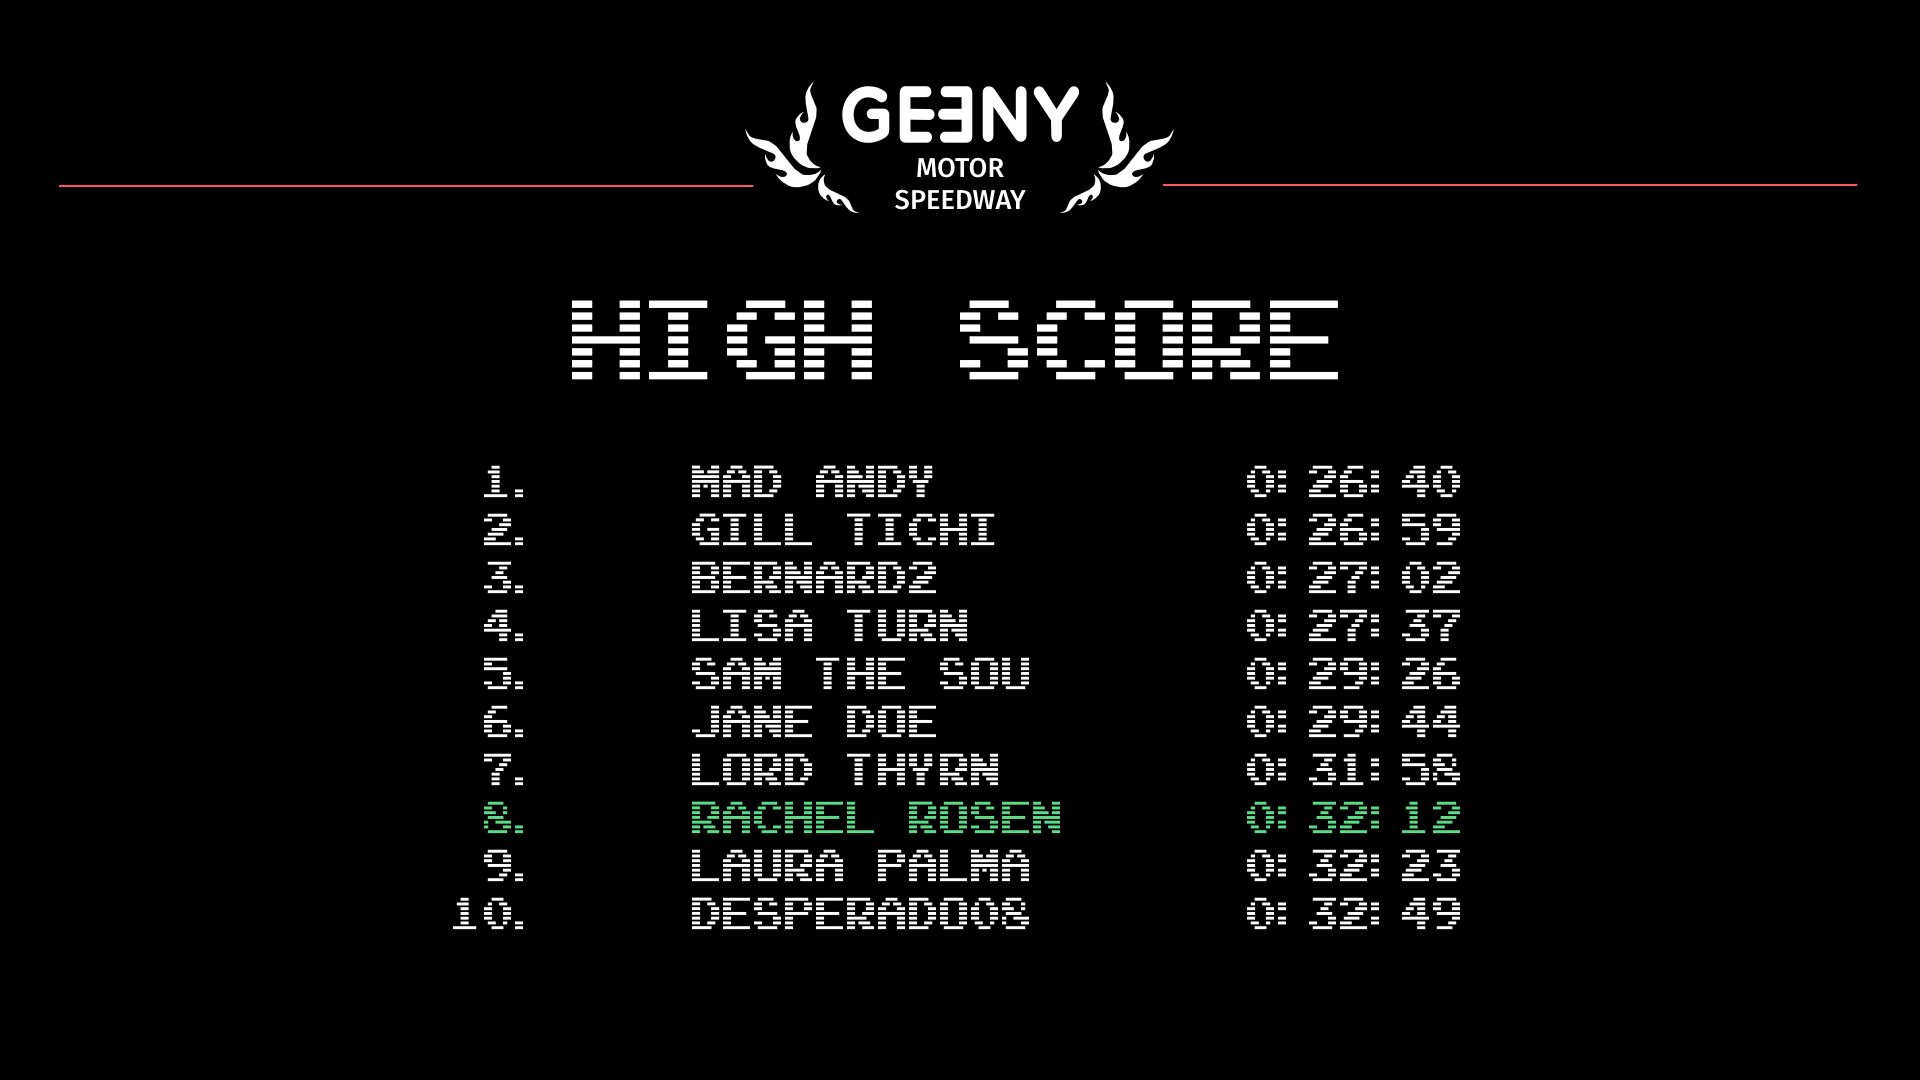 GEENY
MOTOR
SPEEDWAY
HIGH SCORE
1. MAD ANDY 0: 26: 40
2. GILL TICHI 0: 26: 59
3. BERNARD2 0: 27: 02
4. LISA TURN 0: 27: 37
5. SAM THE SOU 0: 29: 26
6. JANE DOE 0: 29: 44
7. LORD THYRN 0: 31: 58
8. RACHEL ROSEN 0: 32: 12
9. LAURA PALMA 0: 32: 23
10. DESPERADO08 0: 32: 49